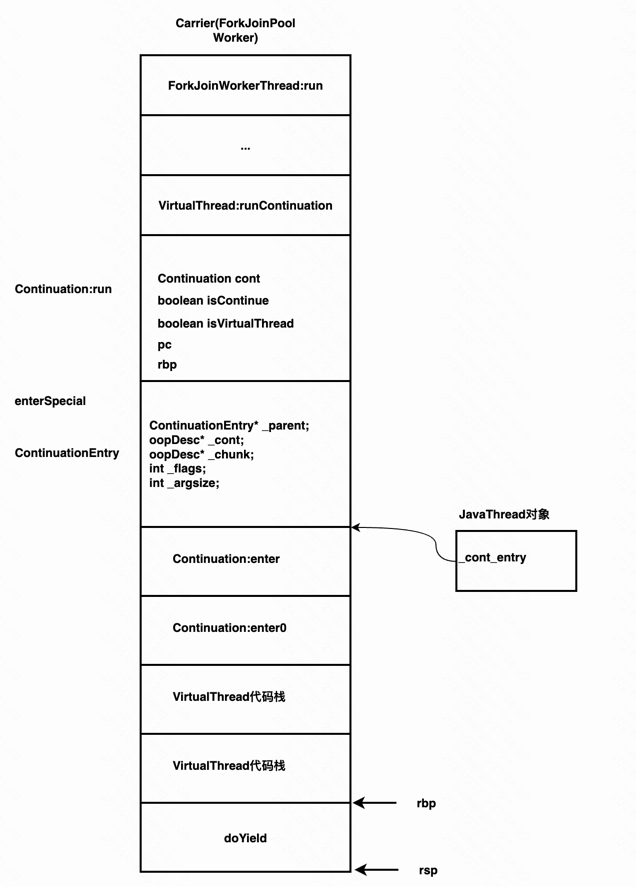 Carrier(ForkJoinPool
Worker)
ForkJoinWorkerThread:run
...
VirtualThread:runContinuation
Continuation:run
Continuation cont
boolean isContinue
boolean isVirtualThread
pc
rbp
enterSpecial
ContinuationEntry
ContinuationEntry* _parent;
oopDesc* _cont;
oopDesc* _chunk;
int _flags;
int _argsize;
JavaThread对象
_cont_entry
Continuation:enter
Continuation:enter0
VirtualThread代码栈
VirtualThread代码栈
rbp
doYield
rsp